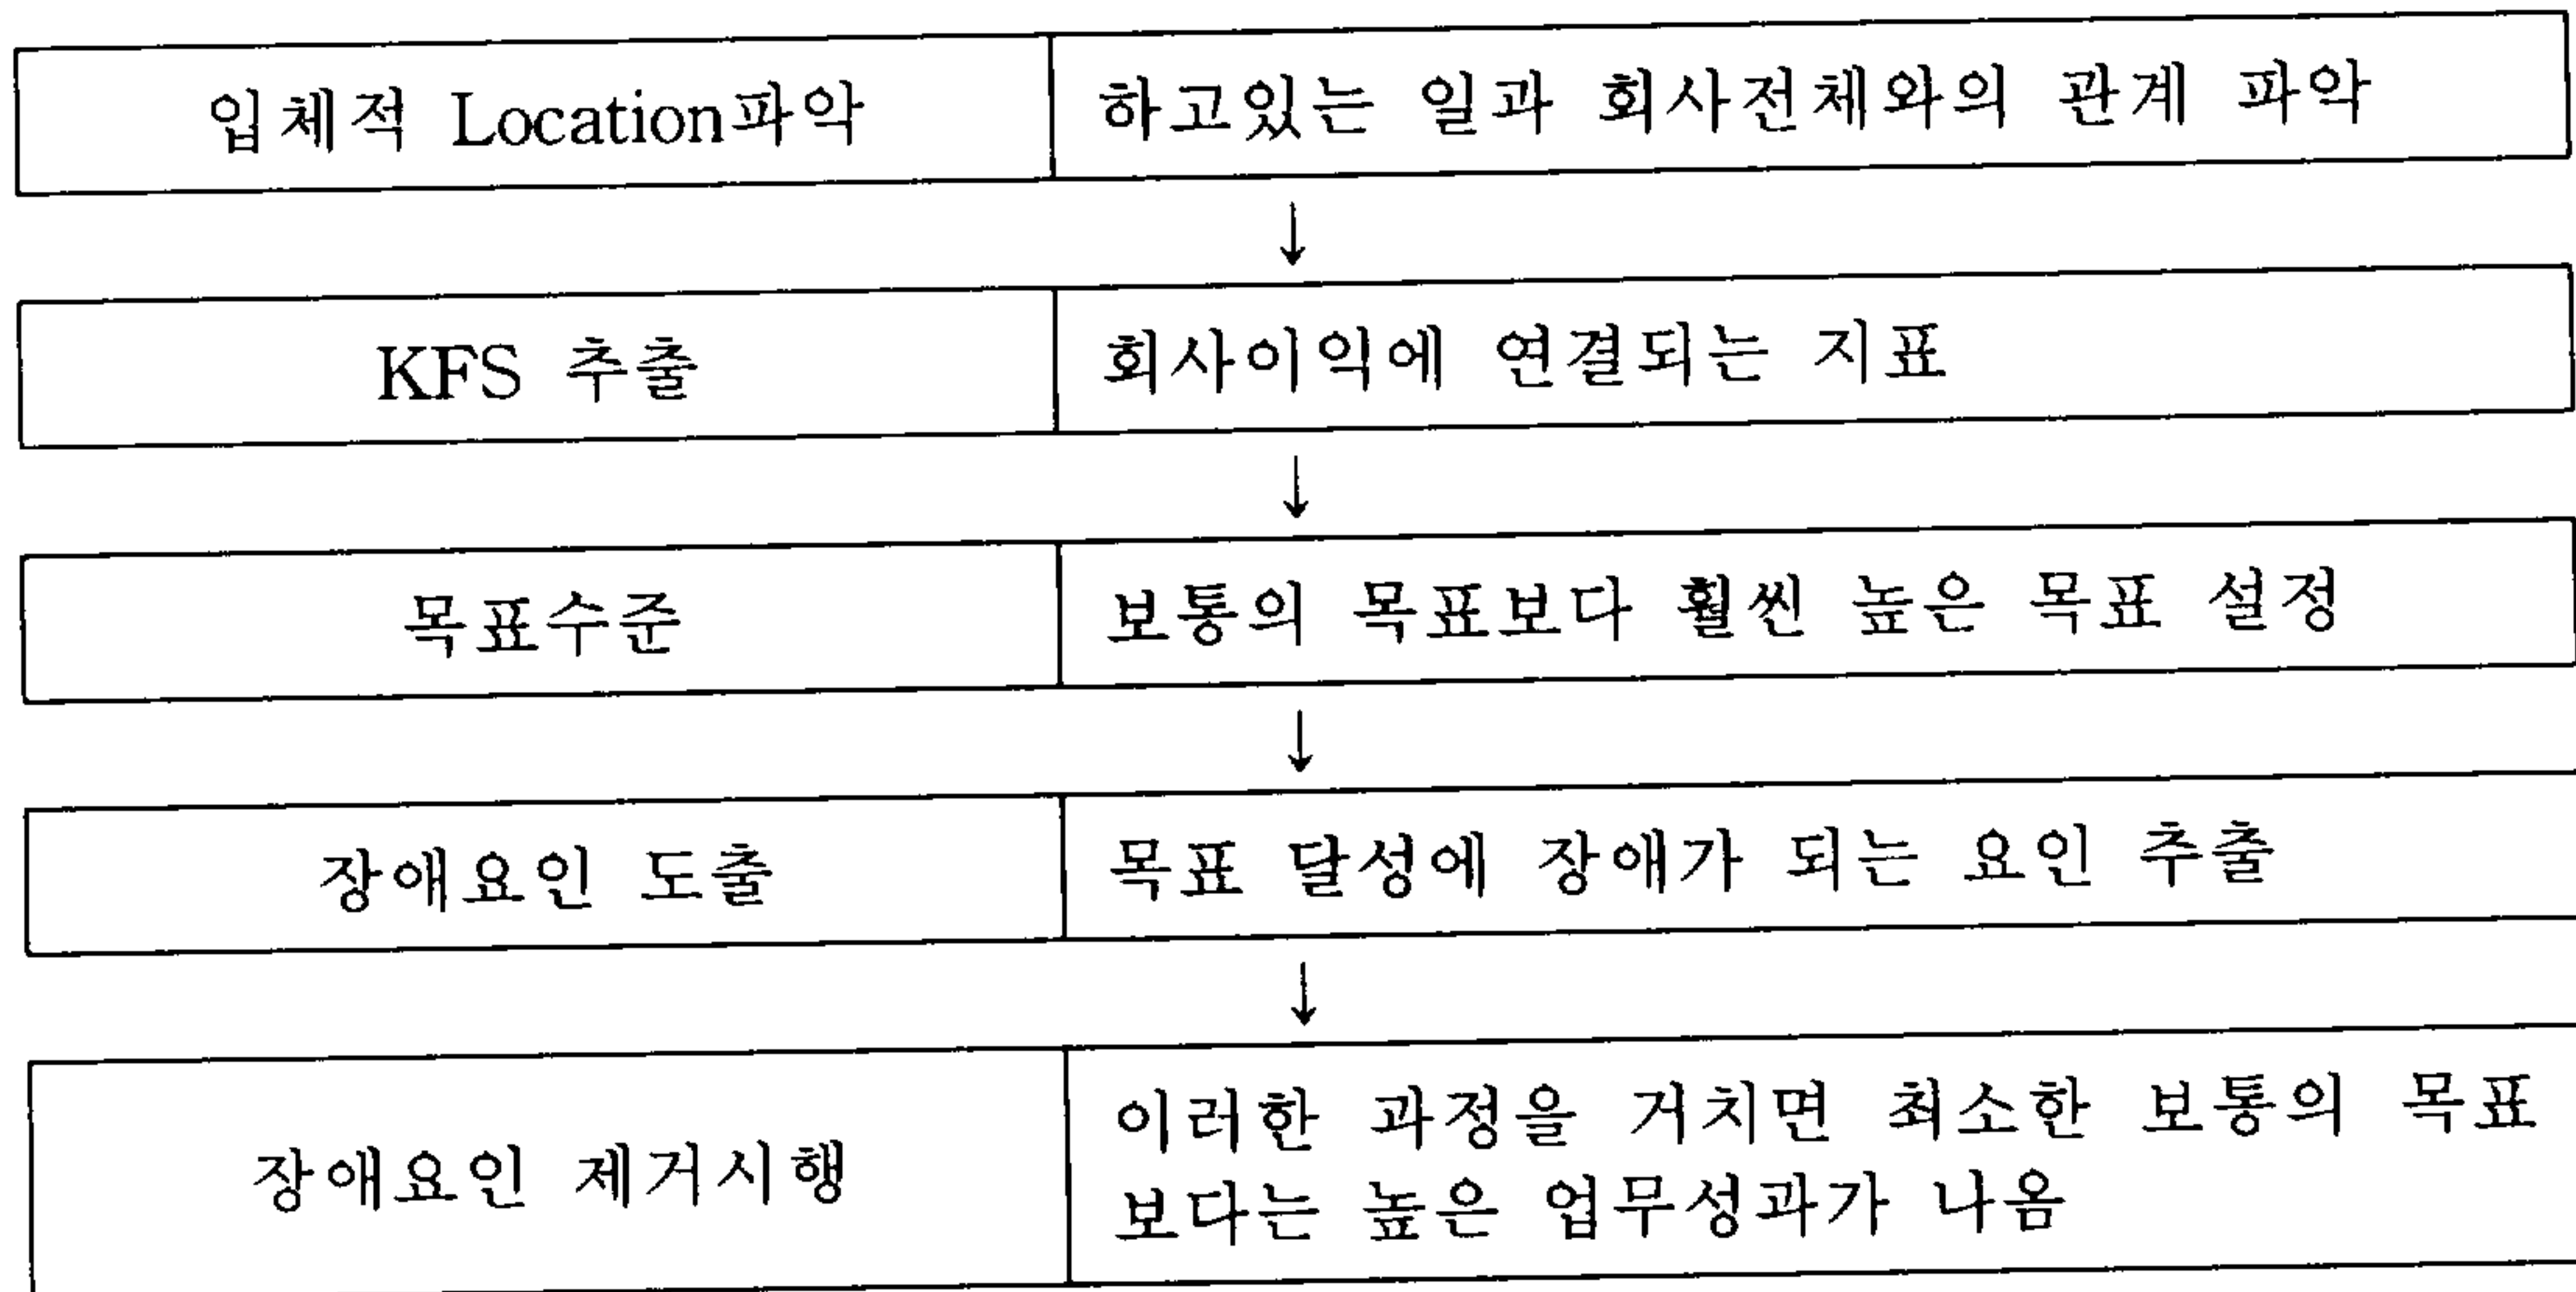 입체적 Location파악
하고있는 일과 회사전체와의 관계 파악
↓
KFS 추출
회사이익에 연결되는 지표
↓
목표수준
보통의 목표보다 훨씬 높은 목표 설정
↓
장애요인 도출
목표 달성에 장애가 되는 요인 추출
↓
장애요인 제거시행
이러한 과정을 거치면 최소한 보통의 목표
보다는 높은 업무성과가 나옴